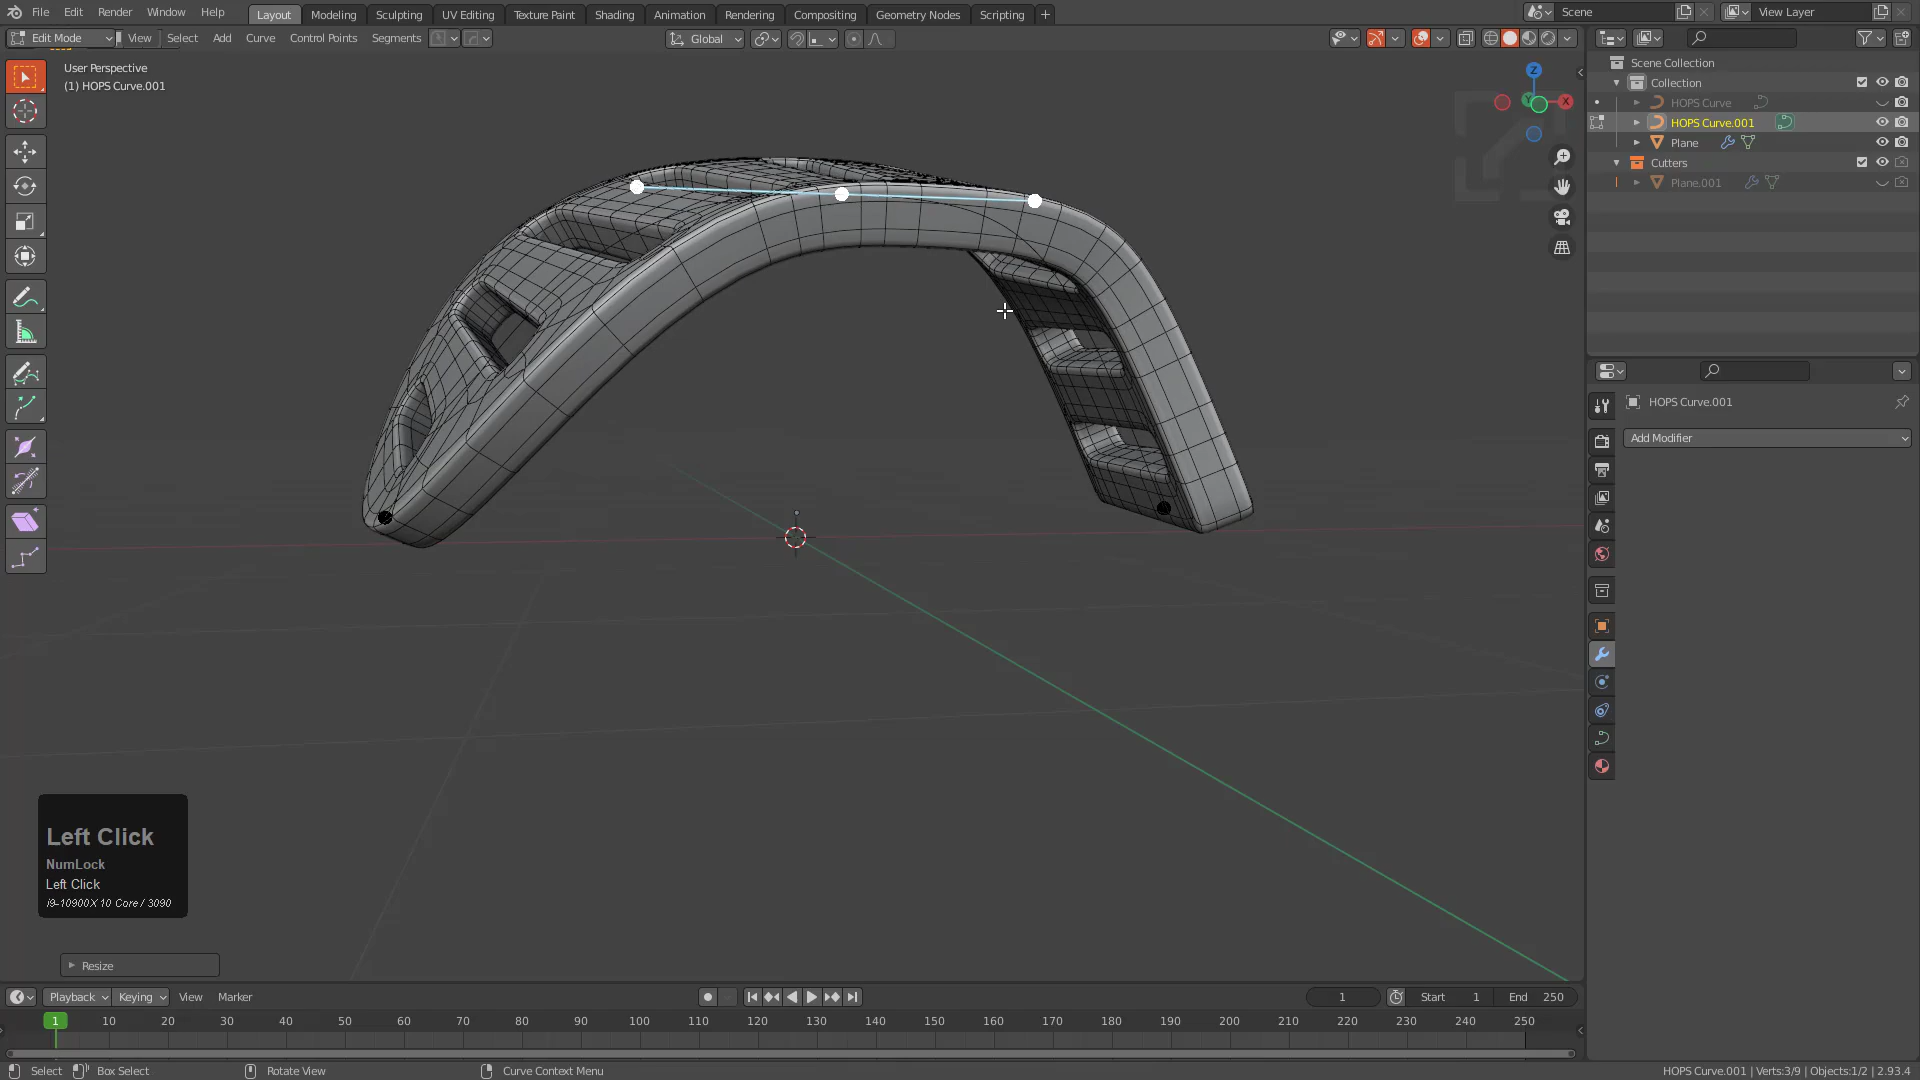 File Edit Render Window Help Layout Modeling Sculpting UV Editing Texture Paint Shading Animation Rendering Compositing Geometry Nodes Scripting + Scene View Layer
Edit Mode View Select Add Curve Control Points Segments Global
User Perspective
(1) HOPS Curve.001
Z
X
Y
Scene Collection
Collection
HOPS Curve
HOPS Curve.001
Plane
Cutters
Plane.001
HOPS Curve.001
Add Modifier
Left Click
NumLock
Left Click
i9-10900X 10 Core / 3090
Resize
Playback Keying View Marker 1 Start 1 End 250
1 10 20 30 40 50 60 70 80 90 100 110 120 130 140 150 160 170 180 190 200 210 220 230 240 250
Select Box Select Rotate View Curve Context Menu HOPS Curve.001 | Verts:3/9 | Objects:1/2 | 2.93.4